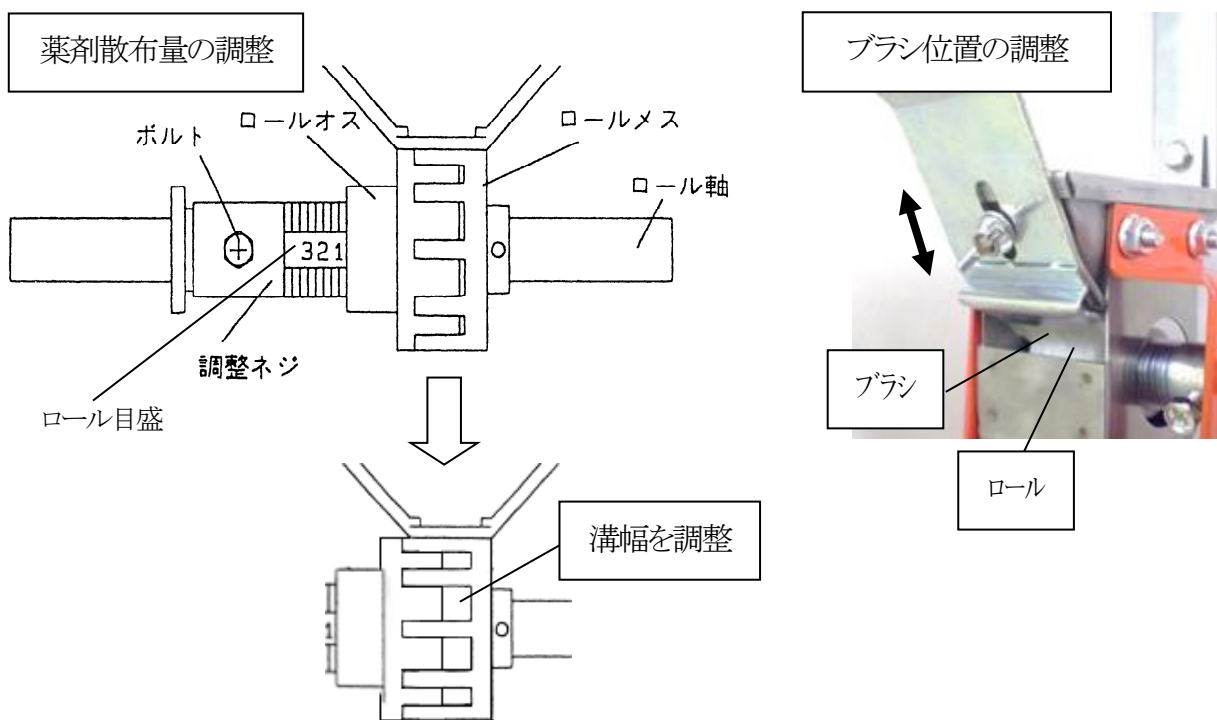 薬剤散布量の調整
ブラシ位置の調整
ボルト
ロールオス
ロールメス
ロール軸
321
調整ネジ
ロール目盛
ブラシ
ロール
溝幅を調整
1